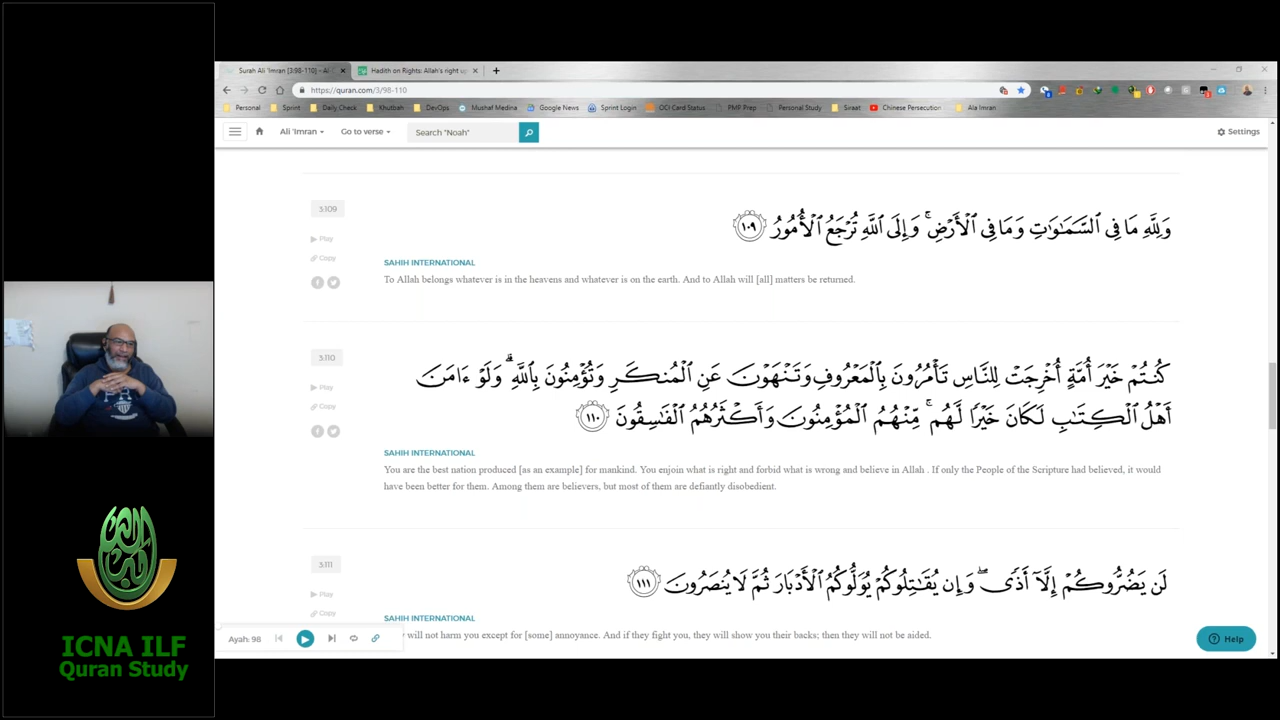 Surah Ali 'Imran [3:98-110] - Al-
Hadith on Rights: Allah's right up
https://quran.com/3/98-110
Personal Sprint Daily Check Khutbah DevOps Mushaf Medina Google News Sprint Login OCI Card Status PMP Prep Personal Study Siraat Chinese Persecution Ala Imran
Ali 'Imran Go to verse Search "Noah" Settings
3:109
وَلِلَّهِ مَا فِي ٱلسَّمَٰوَٰتِ وَمَا فِي ٱلۡأَرۡضِۚ وَإِلَى ٱللَّهِ تُرۡجَعُ ٱلۡأُمُورُ ١٠٩
Play
Copy
SAHIH INTERNATIONAL
To Allah belongs whatever is in the heavens and whatever is on the earth. And to Allah will [all] matters be returned.
3:110
كُنتُمۡ خَيۡرَ أُمَّةٍ أُخۡرِجَتۡ لِلنَّاسِ تَأۡمُرُونَ بِٱلۡمَعۡرُوفِ وَتَنۡهَوۡنَ عَنِ ٱلۡمُنكَرِ وَتُؤۡمِنُونَ بِٱللَّهِۗ وَلَوۡ ءَامَنَ
أَهۡلُ ٱلۡكِتَٰبِ لَكَانَ خَيۡرٗا لَّهُمۚ مِّنۡهُمُ ٱلۡمُؤۡمِنُونَ وَأَكۡثَرُهُمُ ٱلۡفَٰسِقُونَ ١١٠
Play
Copy
SAHIH INTERNATIONAL
You are the best nation produced [as an example] for mankind. You enjoin what is right and forbid what is wrong and believe in Allah . If only the People of the Scripture had believed, it would
have been better for them. Among them are believers, but most of them are defiantly disobedient.
3:111
لَن يَضُرُّوكُمۡ إِلَّآ أَذٗىۖ وَإِن يُقَٰتِلُوكُمۡ يُوَلُّوكُمُ ٱلۡأَدۡبَارَ ثُمَّ لَا يُنصَرُونَ ١١١
Play
Copy
SAHIH INTERNATIONAL
will not harm you except for [some] annoyance. And if they fight you, they will show you their backs; then they will not be aided.
Ayah: 98
Help
ICNA ILF
Quran Study